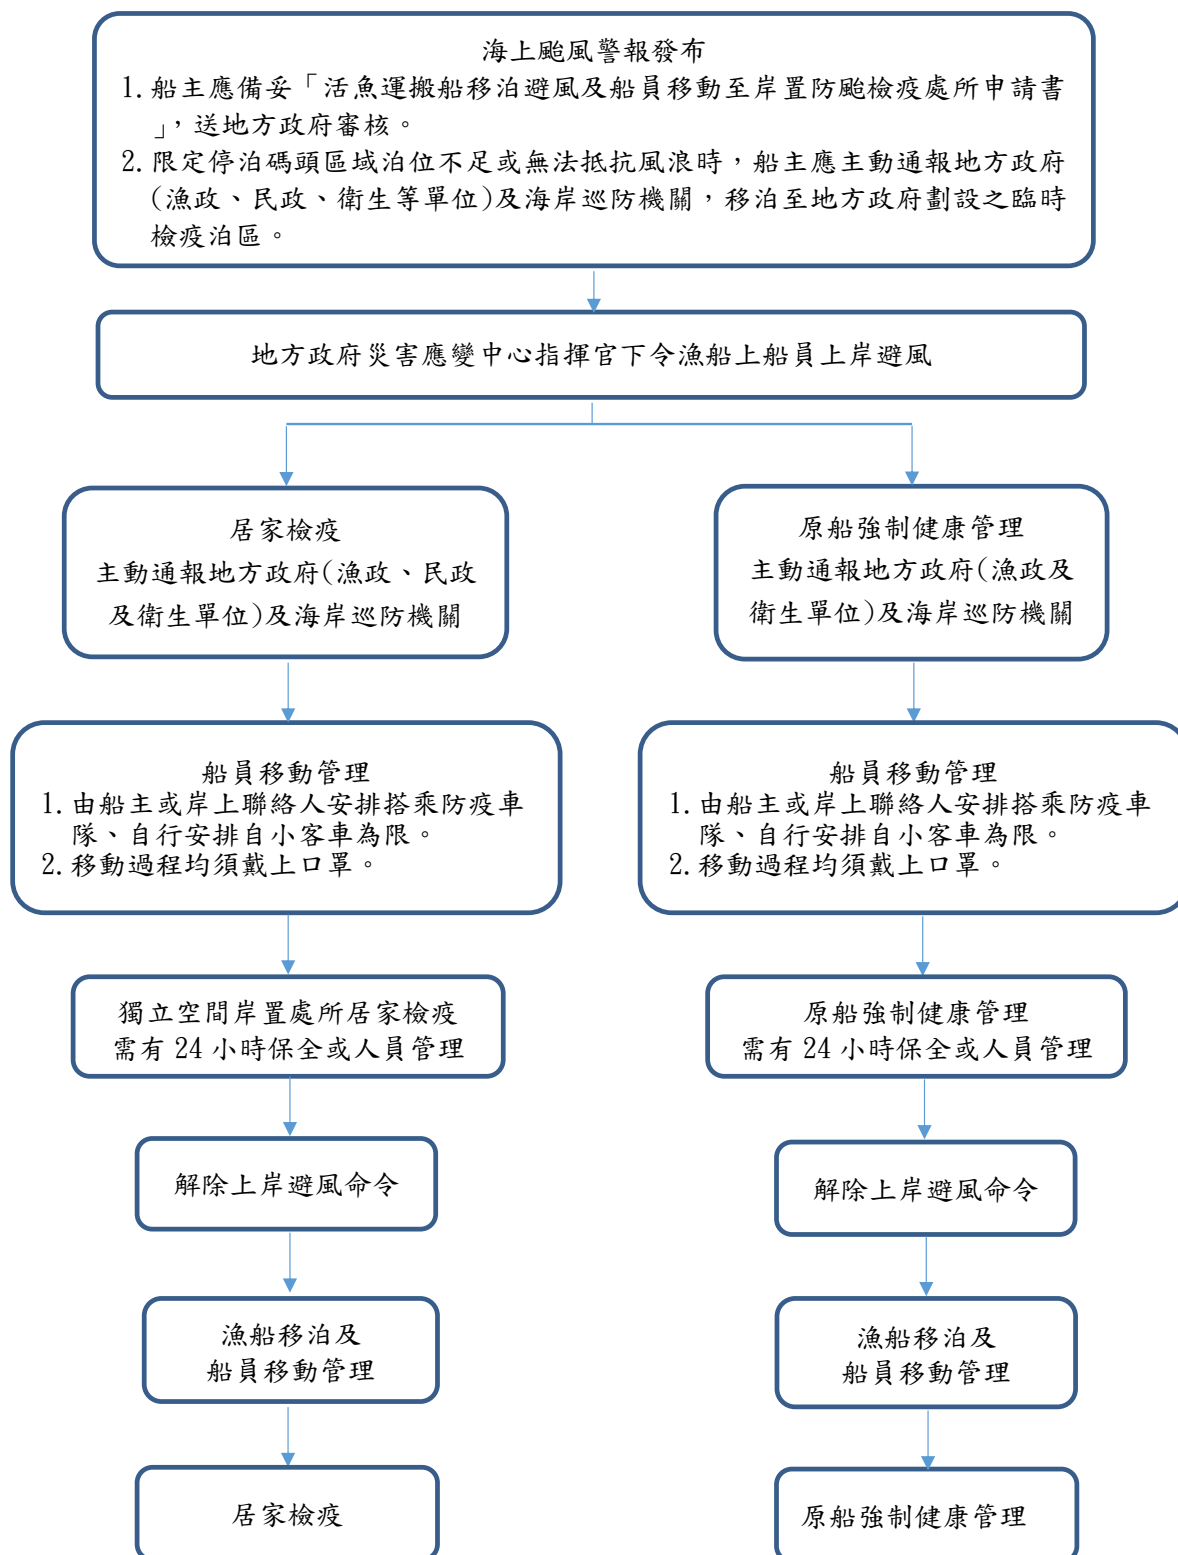 海上颱風警報發布
1. 船主應備妥「活魚運搬船移泊避風及船員移動至岸置防颱檢疫處所申請書
」，送地方政府審核。
2. 限定停泊碼頭區域泊位不足或無法抵抗風浪時，船主應主動通報地方政府
(漁政、民政、衛生等單位)及海岸巡防機關，移泊至地方政府劃設之臨時
檢疫泊區。
地方政府災害應變中心指揮官下令漁船上船員上岸避風
居家檢疫
主動通報地方政府(漁政、民政
及衛生單位)及海岸巡防機關
原船強制健康管理
主動通報地方政府(漁政及
衛生單位)及海岸巡防機關
船員移動管理
1. 由船主或岸上聯絡人安排搭乘防疫車
隊、自行安排自小客車為限。
2. 移動過程均須戴上口罩。
船員移動管理
1. 由船主或岸上聯絡人安排搭乘防疫車
隊、自行安排自小客車為限。
2. 移動過程均須戴上口罩。
獨立空間岸置處所居家檢疫
需有 24 小時保全或人員管理
原船強制健康管理
需有 24 小時保全或人員管理
解除上岸避風命令
解除上岸避風命令
漁船移泊及
船員移動管理
漁船移泊及
船員移動管理
居家檢疫
原船強制健康管理